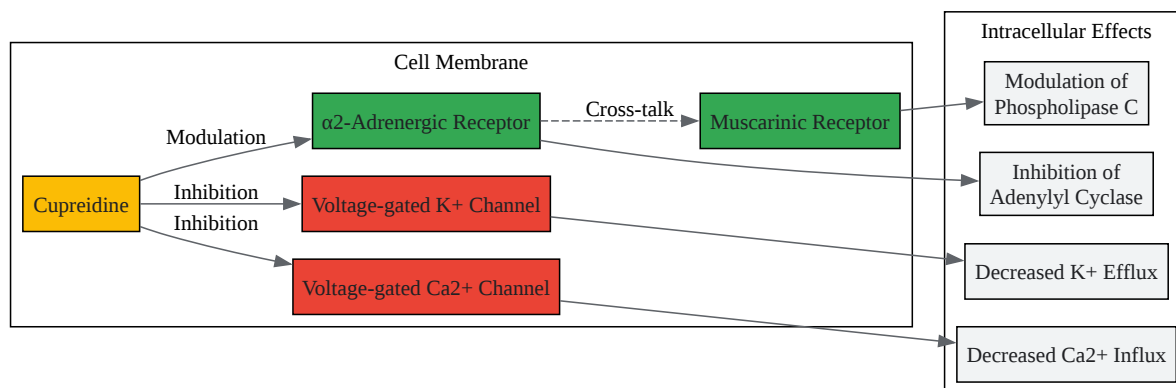 Intracellular Effects
Cell Membrane
Modulation of
Phospholipase C
Cross-talk
α2-Adrenergic Receptor
Muscarinic Receptor
Modulation
Inhibition of
Adenylyl Cyclase
Inhibition
Cupreidine
Voltage-gated K+ Channel
Inhibition
Decreased K+ Efflux
Voltage-gated Ca2+ Channel
Decreased Ca2+ Influx